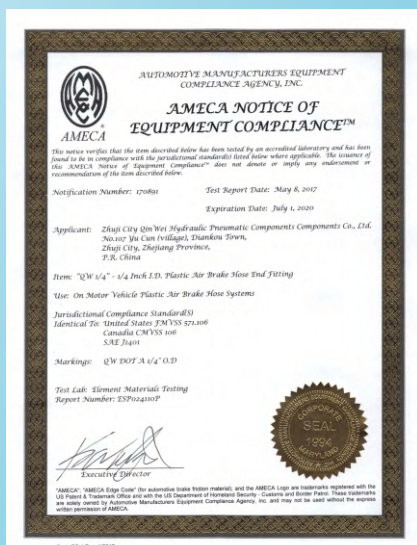 AUTOMOTIVE MANUFACTURERS EQUIPMENT
COMPLIANCE AGENCY, INC.
AMECA NOTICE OF
EQUIPMENT COMPLIANCE™
AMECA
®
This notice verifies that the item described below has been tested by an accredited laboratory and has been
found to be in compliance with the jurisdictional standard(s) listed below where applicable. The issuance of
this AMECA Notice of Equipment Compliance™ does not denote or imply any endorsement or
recommendation of the item described below.
Notification Number: 170891
Test Report Date: May 8, 2017
Expiration Date: July 1, 2020
Applicant: Zhuji City QinWei Hydraulic Pneumatic Components Components Co., Ltd.
No.107 Yu Cun (village), Diankou Town,
Zhuji City, Zhejiang Province,
P.R. China
Item: "QW 1/4" - 1/4 Inch I.D. Plastic Air Brake Hose End Fitting
Use: On Motor Vehicle Plastic Air Brake Hose Systems
Jurisdictional Compliance Standard(S)
Identical To: United States FMVSS 571.106
Canadia CMVSS 106
SAE J1401
Markings: QW DOT A 1/4" O.D
Test Lab: Element Materials Testing
Report Number: ESP024110P
Executive Director
CORPORATE
SEAL
1994
MARYLAND
"AMECA", "AMECA Edge Code" (for automotive brake friction material), and the AMECA Logo are trademarks registered with the
US Patent & Trademark Office and with the US Department of Homeland Security - Customs and Border Patrol. These trademarks
are solely owned by Automotive Manufacturers Equipment Compliance Agency, Inc. and may not be used without the express
written permission of AMECA.